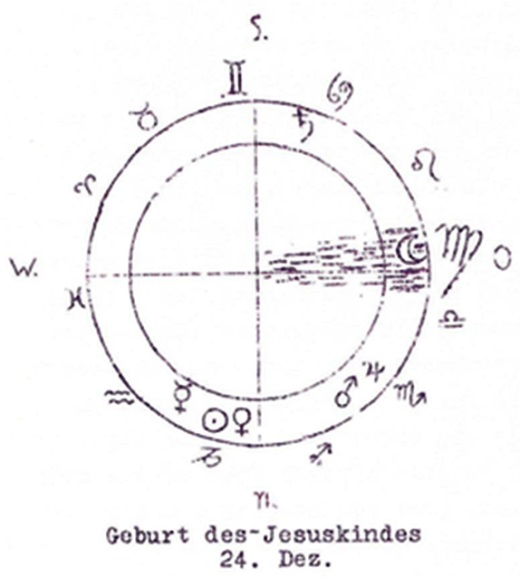 S.
W.
O
N.
Geburt des-Jesuskindes
24. Dez.